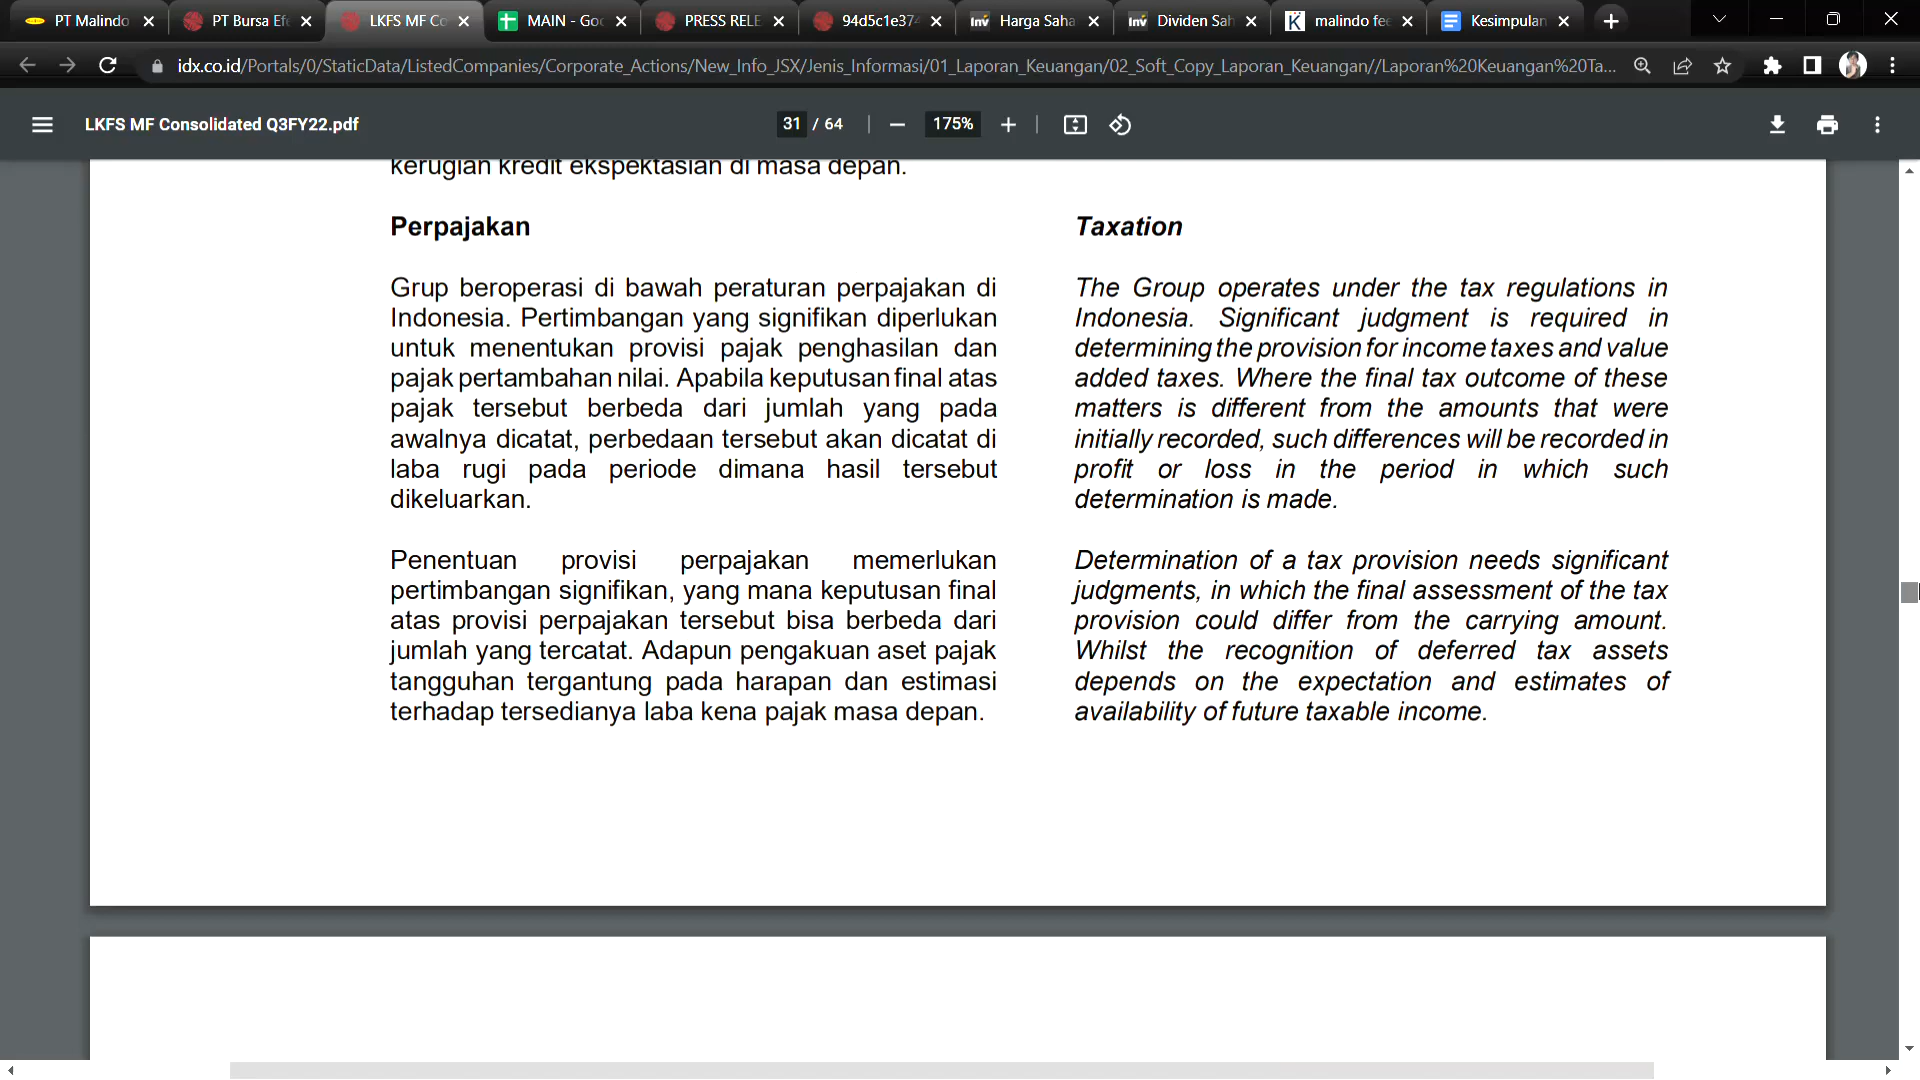 PT Malindo
PT Bursa Efe
LKFS MF Co
MAIN - Goo
PRESS RELE
94d5c1e374
Harga Saha
Dividen Sah
malindo fee
Kesimpulan
idx.co.id/Portals/0/StaticData/ListedCompanies/Corporate_Actions/New_Info_JSX/Jenis_Informasi/01_Laporan_Keuangan/02_Soft_Copy_Laporan_Keuangan//Laporan%20Keuangan%20Ta...
LKFS MF Consolidated Q3FY22.pdf
31 / 64
175%
kerugian kredit ekspektasian di masa depan.
Perpajakan
Grup beroperasi di bawah peraturan perpajakan di
Indonesia. Pertimbangan yang signifikan diperlukan
untuk menentukan provisi pajak penghasilan dan
pajak pertambahan nilai. Apabila keputusan final atas
pajak tersebut berbeda dari jumlah yang pada
awalnya dicatat, perbedaan tersebut akan dicatat di
laba rugi pada periode dimana hasil tersebut
dikeluarkan.
Penentuan provisi perpajakan memerlukan
pertimbangan signifikan, yang mana keputusan final
atas provisi perpajakan tersebut bisa berbeda dari
jumlah yang tercatat. Adapun pengakuan aset pajak
tangguhan tergantung pada harapan dan estimasi
terhadap tersedianya laba kena pajak masa depan.
Taxation
The Group operates under the tax regulations in
Indonesia. Significant judgment is required in
determining the provision for income taxes and value
added taxes. Where the final tax outcome of these
matters is different from the amounts that were
initially recorded, such differences will be recorded in
profit or loss in the period in which such
determination is made.
Determination of a tax provision needs significant
judgments, in which the final assessment of the tax
provision could differ from the carrying amount.
Whilst the recognition of deferred tax assets
depends on the expectation and estimates of
availability of future taxable income.